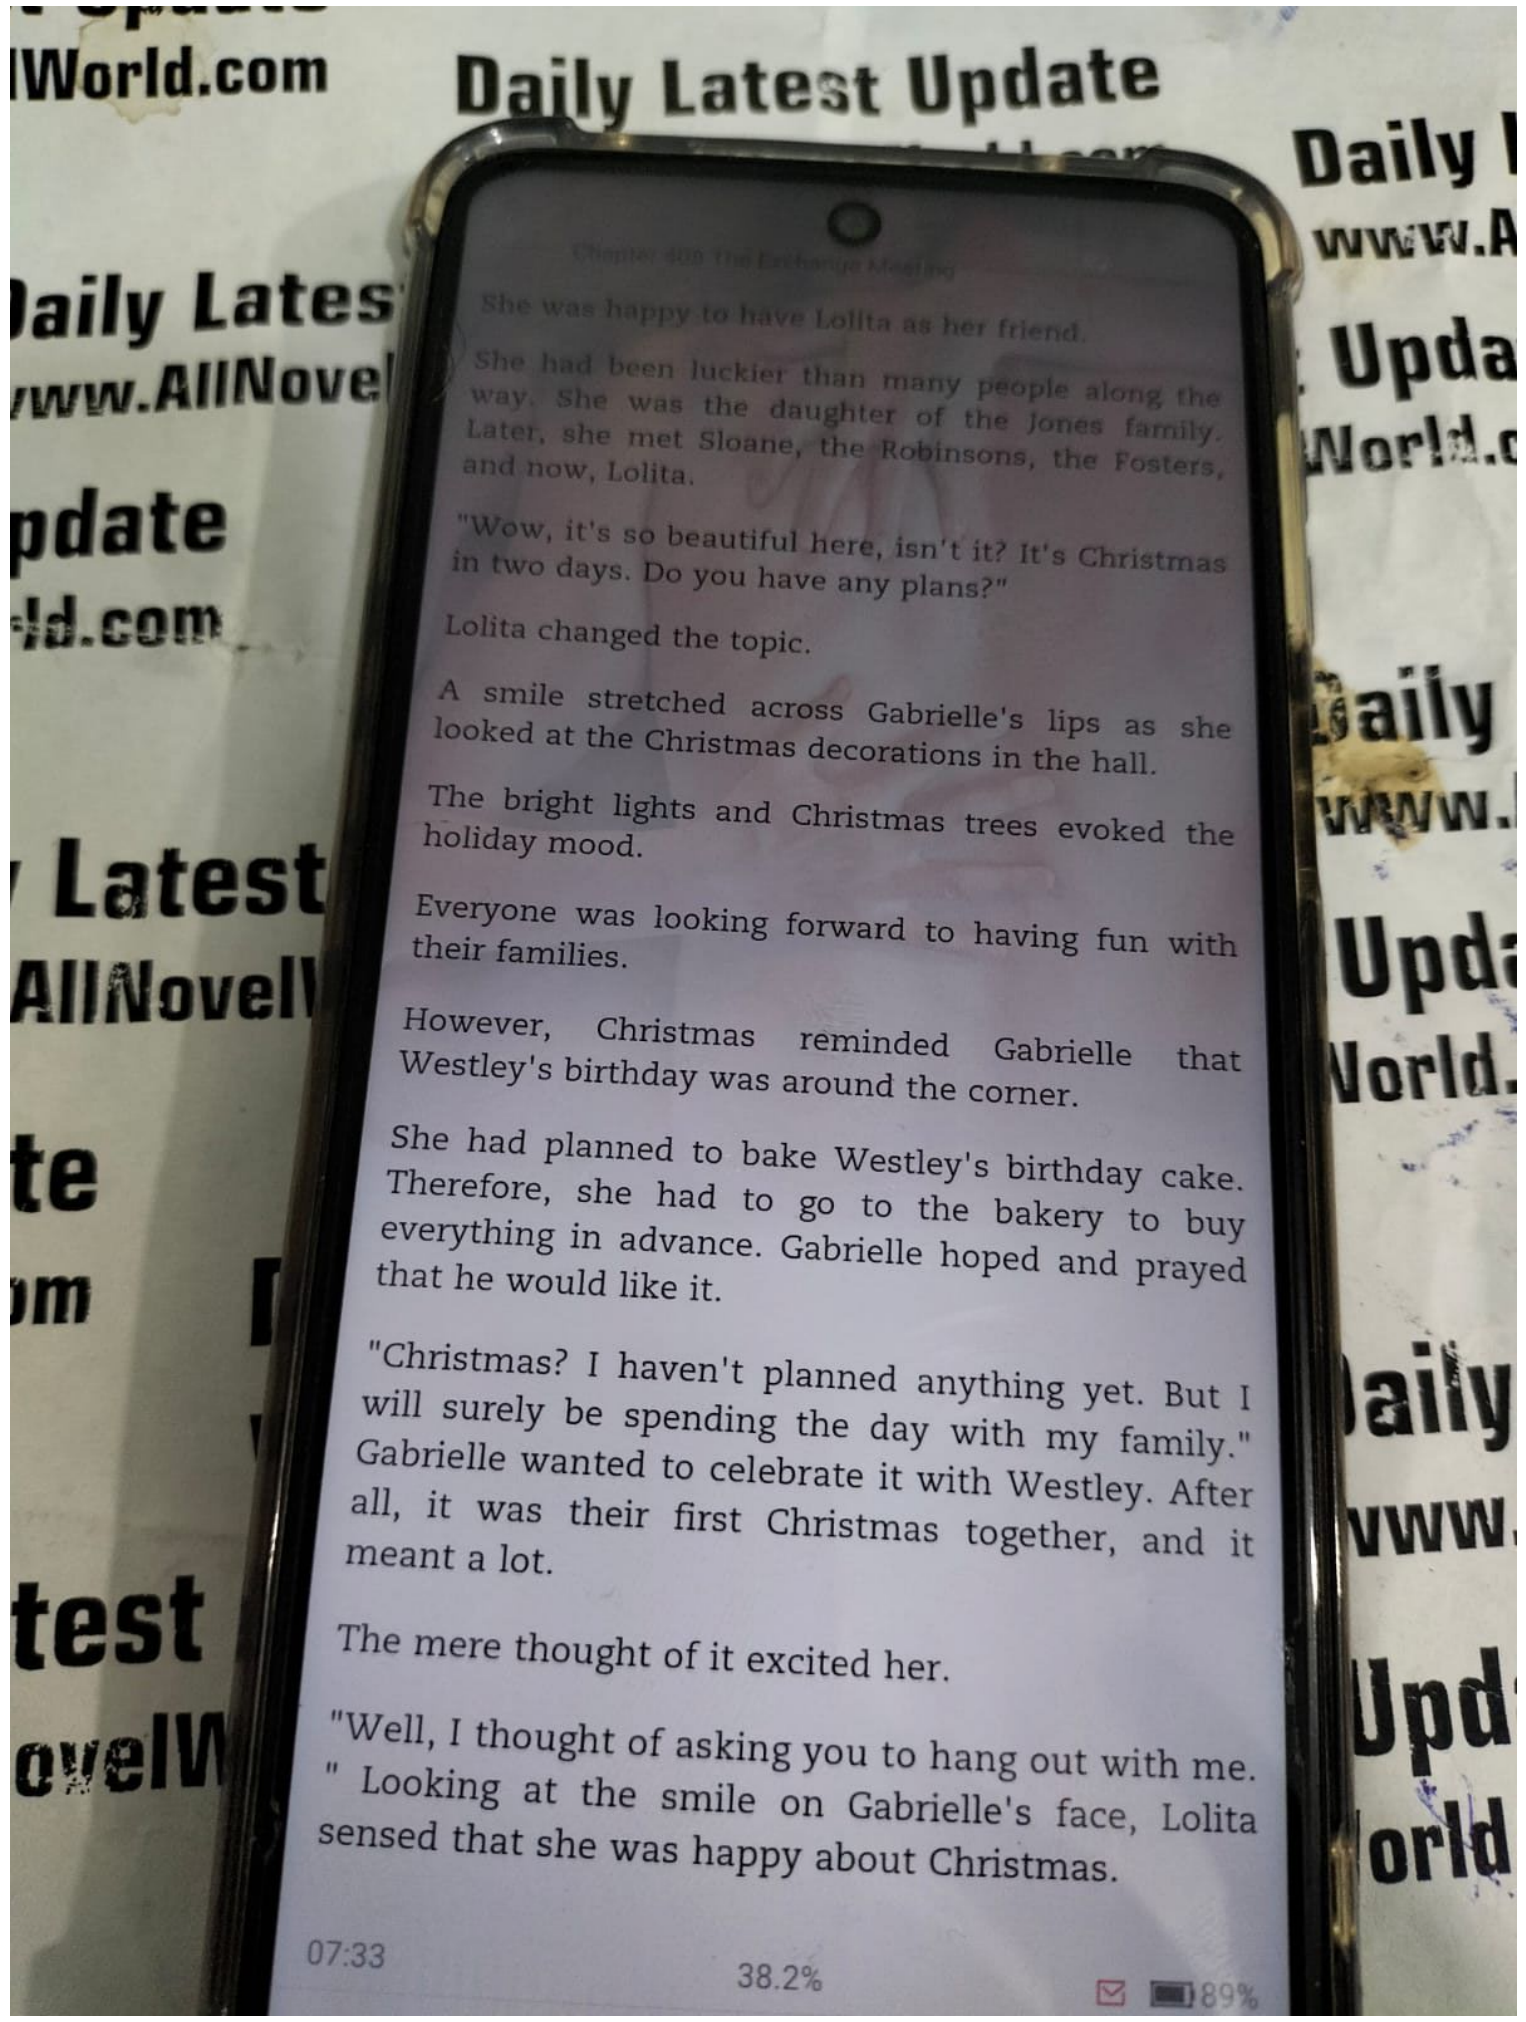 World.com
Daily Latest Update
Daily
www.A
Daily Lates
www.AllNovel
Upda
World.c
pdate
ld.com
Daily
www.
Latest
AllNovelW
Upda
World.
te
om
Daily
www.
test
ovelW
Upd
orld
Chapter 409 The Exchange Meeting
She was happy to have Lolita as her friend.
She had been luckier than many people along the
way. She was the daughter of the Jones family.
Later, she met Sloane, the Robinsons, the Fosters,
and now, Lolita.
"Wow, it's so beautiful here, isn't it? It's Christmas
in two days. Do you have any plans?"
Lolita changed the topic.
A smile stretched across Gabrielle's lips as she
looked at the Christmas decorations in the hall.
The bright lights and Christmas trees evoked the
holiday mood.
Everyone was looking forward to having fun with
their families.
However, Christmas reminded Gabrielle that
Westley's birthday was around the corner.
She had planned to bake Westley's birthday cake.
Therefore, she had to go to the bakery to buy
everything in advance. Gabrielle hoped and prayed
that he would like it.
"Christmas? I haven't planned anything yet. But I
will surely be spending the day with my family."
Gabrielle wanted to celebrate it with Westley. After
all, it was their first Christmas together, and it
meant a lot.
The mere thought of it excited her.
"Well, I thought of asking you to hang out with me.
" Looking at the smile on Gabrielle's face, Lolita
sensed that she was happy about Christmas.
07:33
38.2%
89%